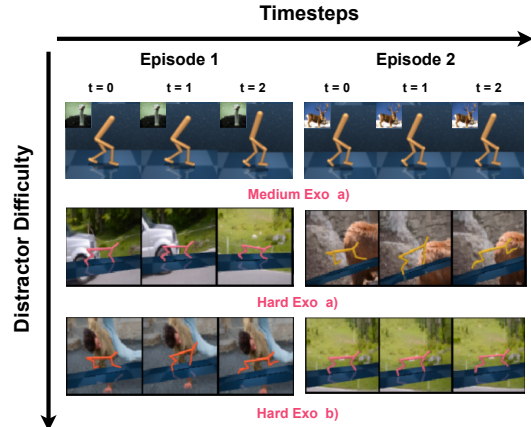 Timesteps
Episode 1 Episode 2
t = 0 t = 1 t = 2 t = 0 t = 1 t = 2
Distractor Difficulty
Medium Exo a)
Hard Exo a)
Hard Exo b)